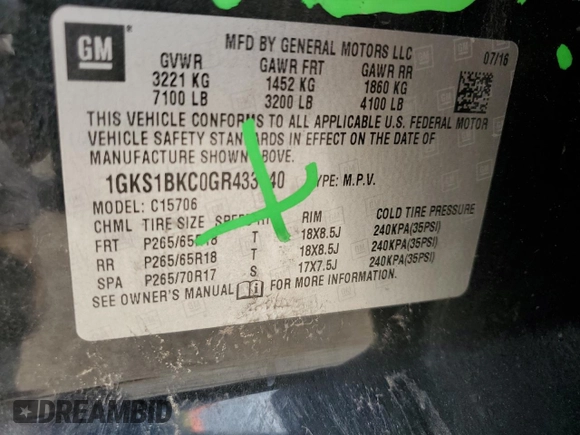 GM
MFD BY GENERAL MOTORS LLC
07/16
GVWR GAWR FRT GAWR RR
3221 KG 1452 KG 1860 KG
7100 LB 3200 LB 4100 LB
THIS VEHICLE CONFORMS TO ALL APPLICABLE U.S. FEDERAL MOTOR
VEHICLE SAFETY STANDARDS IN EFFECT ON THE DATE OF
MANUFACTURE SHOWN ABOVE.
TYPE: M.P.V.
MODEL: C15706
CHML TIRE SIZE RIM COLD TIRE PRESSURE
FRT T 18X8.5J 240KPA(35PSI)
RR P265/65R18 T 18X8.5J 240KPA(35PSI)
SPA P265/70R17 S 17X7.5J 240KPA(35PSI)
SEE OWNER'S MANUAL FOR MORE INFORMATION.
DREAMBID